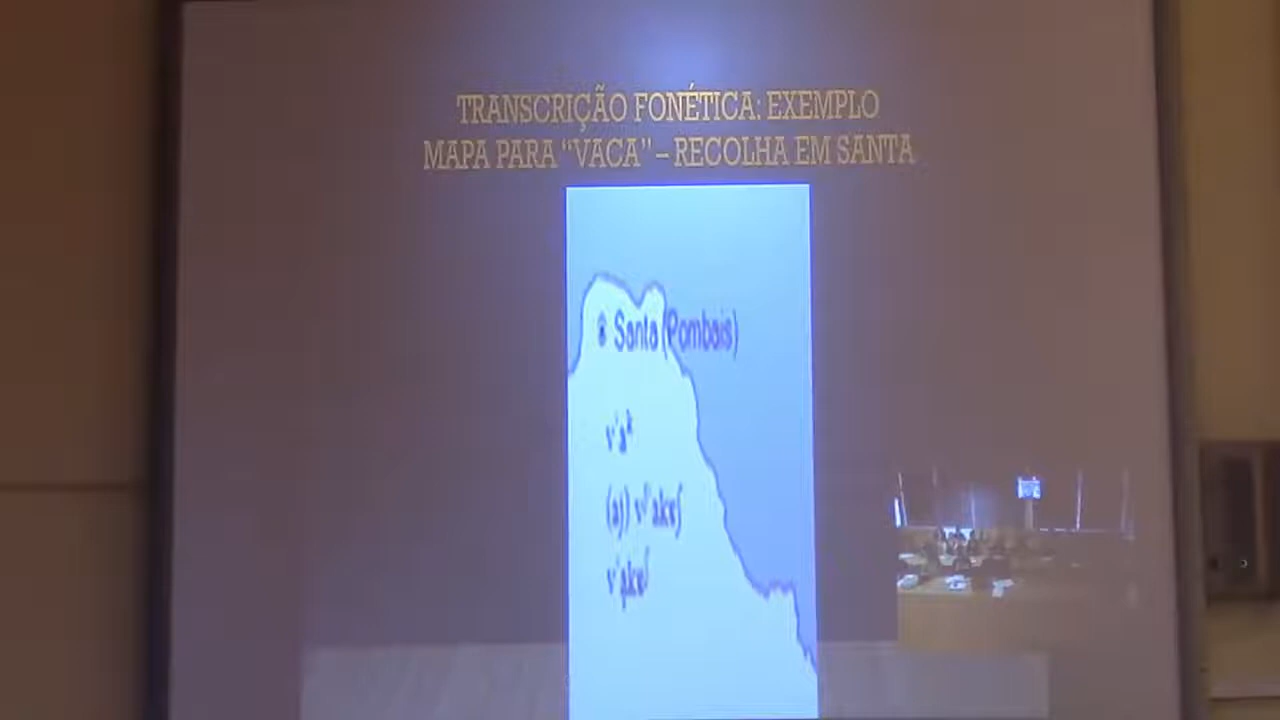 TRANSCRIÇÃO FONÉTICA: EXEMPLO
MAPA PARA “VACA” – RECOLHA EM SANTA
Santa (Pombais)